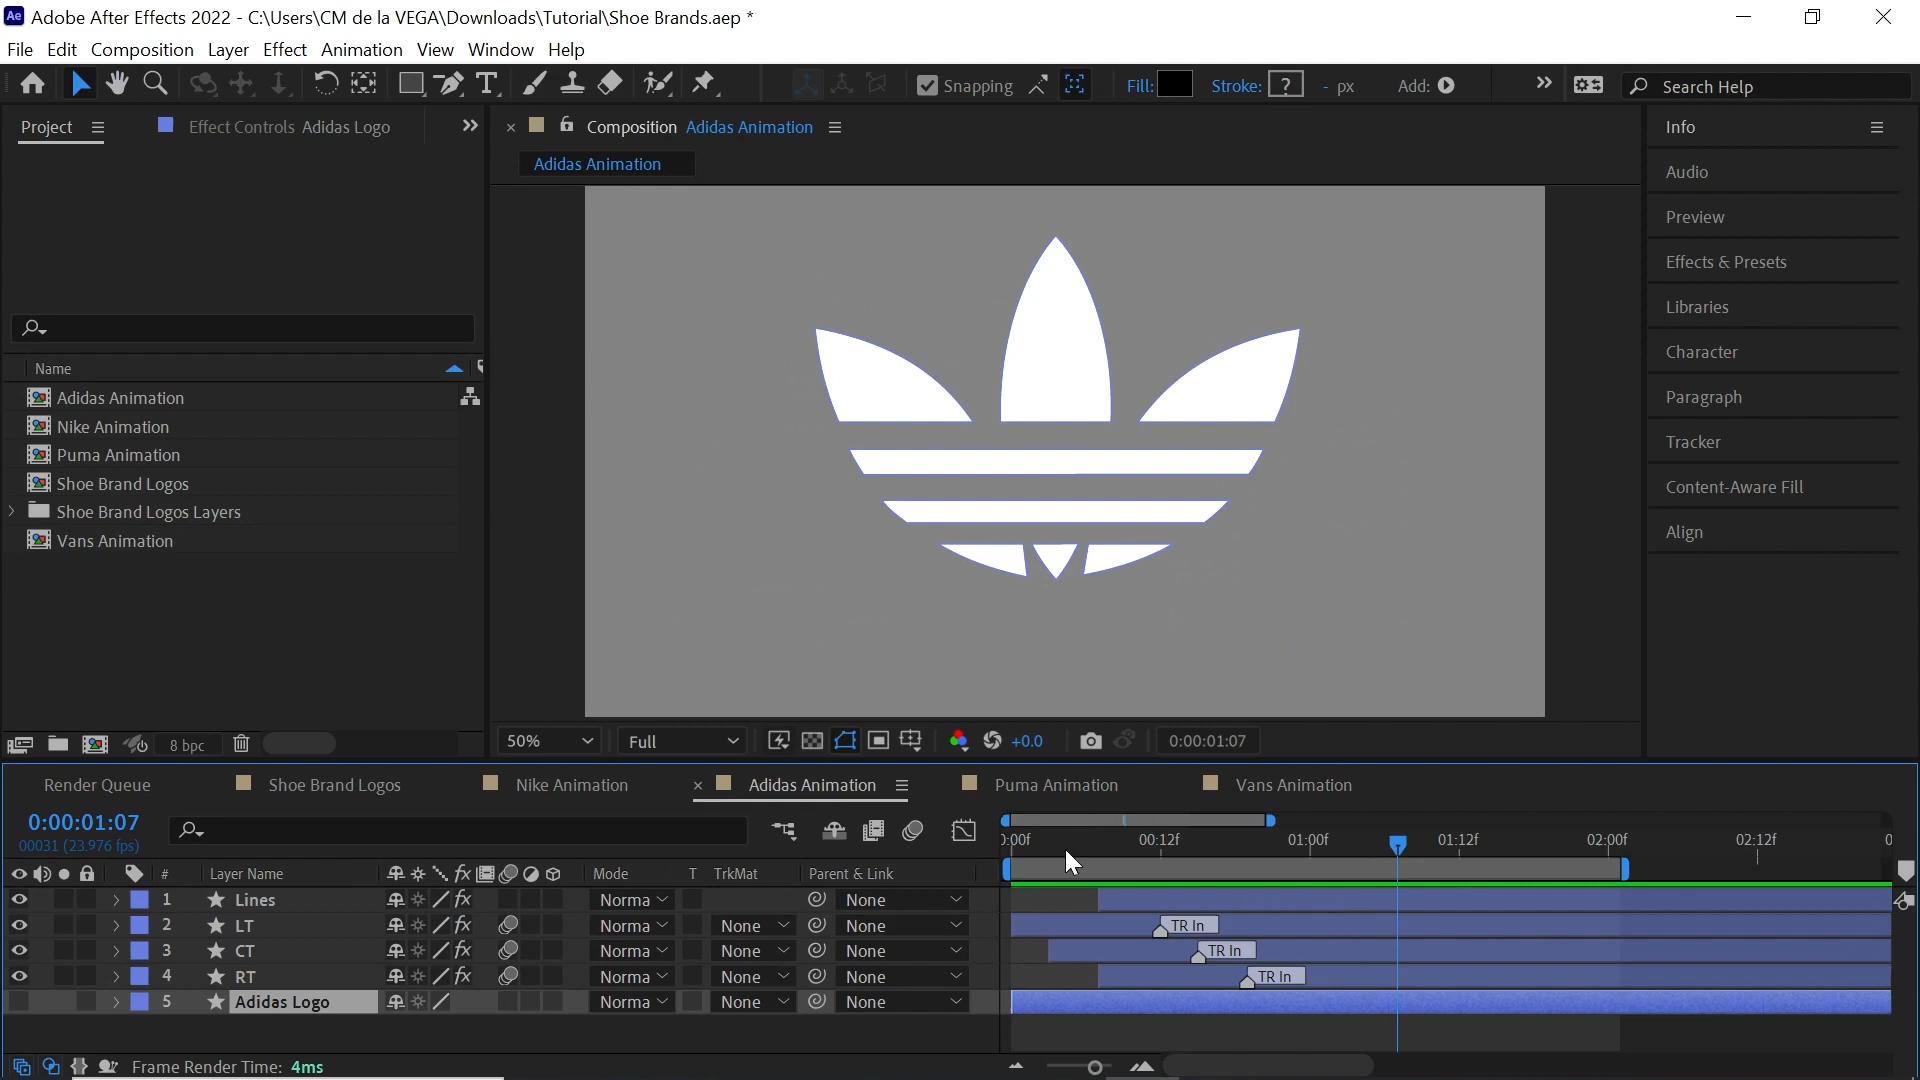 Ae Adobe After Effects 2022 - C:\Users\CM de la VEGA\Downloads\Tutorial\Shoe Brands.aep *
File Edit Composition Layer Effect Animation View Window Help
Snapping Fill: Stroke: ? - px Add: Search Help
Project Effect Controls Adidas Logo Composition Adidas Animation Info
Adidas Animation
Audio
Preview
Effects & Presets
Libraries
Character
Paragraph
Tracker
Content-Aware Fill
Align
Name
Adidas Animation
Nike Animation
Puma Animation
Shoe Brand Logos
Shoe Brand Logos Layers
Vans Animation
8 bpc 50% Full +0.0 0:00:01:07
Render Queue Shoe Brand Logos Nike Animation Adidas Animation Puma Animation Vans Animation
0:00:01:07
00031 (23.976 fps)
0:00f 00:12f 01:00f 01:12f 02:00f 02:12f 0
# Layer Name Mode T TrkMat Parent & Link
1 Lines Norma None
2 LT Norma None None TR In
3 CT Norma None None TR In
4 RT Norma None None TR In
5 Adidas Logo Norma None None
Frame Render Time: 4ms